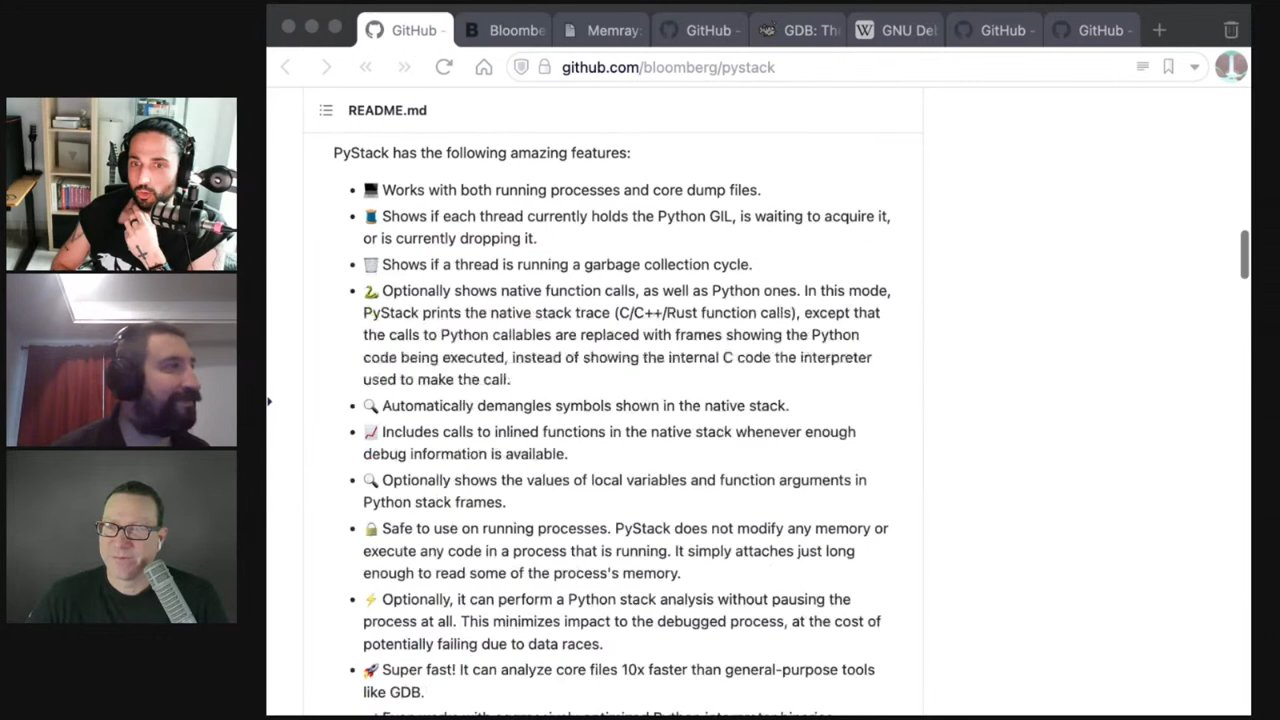 GitHub -
Bloombe
Memray
GitHub -
GDB: Th
GNU De
GitHub -
GitHub -
github.com/bloomberg/pystack
README.md
PyStack has the following amazing features:
Works with both running processes and core dump files.
Shows if each thread currently holds the Python GIL, is waiting to acquire it,
or is currently dropping it.
Shows if a thread is running a garbage collection cycle.
Optionally shows native function calls, as well as Python ones. In this mode,
PyStack prints the native stack trace (C/C++/Rust function calls), except that
the calls to Python callables are replaced with frames showing the Python
code being executed, instead of showing the internal C code the interpreter
used to make the call.
Automatically demangles symbols shown in the native stack.
Includes calls to inlined functions in the native stack whenever enough
debug information is available.
Optionally shows the values of local variables and function arguments in
Python stack frames.
Safe to use on running processes. PyStack does not modify any memory or
execute any code in a process that is running. It simply attaches just long
enough to read some of the process's memory.
Optionally, it can perform a Python stack analysis without pausing the
process at all. This minimizes impact to the debugged process, at the cost of
potentially failing due to data races.
Super fast! It can analyze core files 10x faster than general-purpose tools
like GDB.